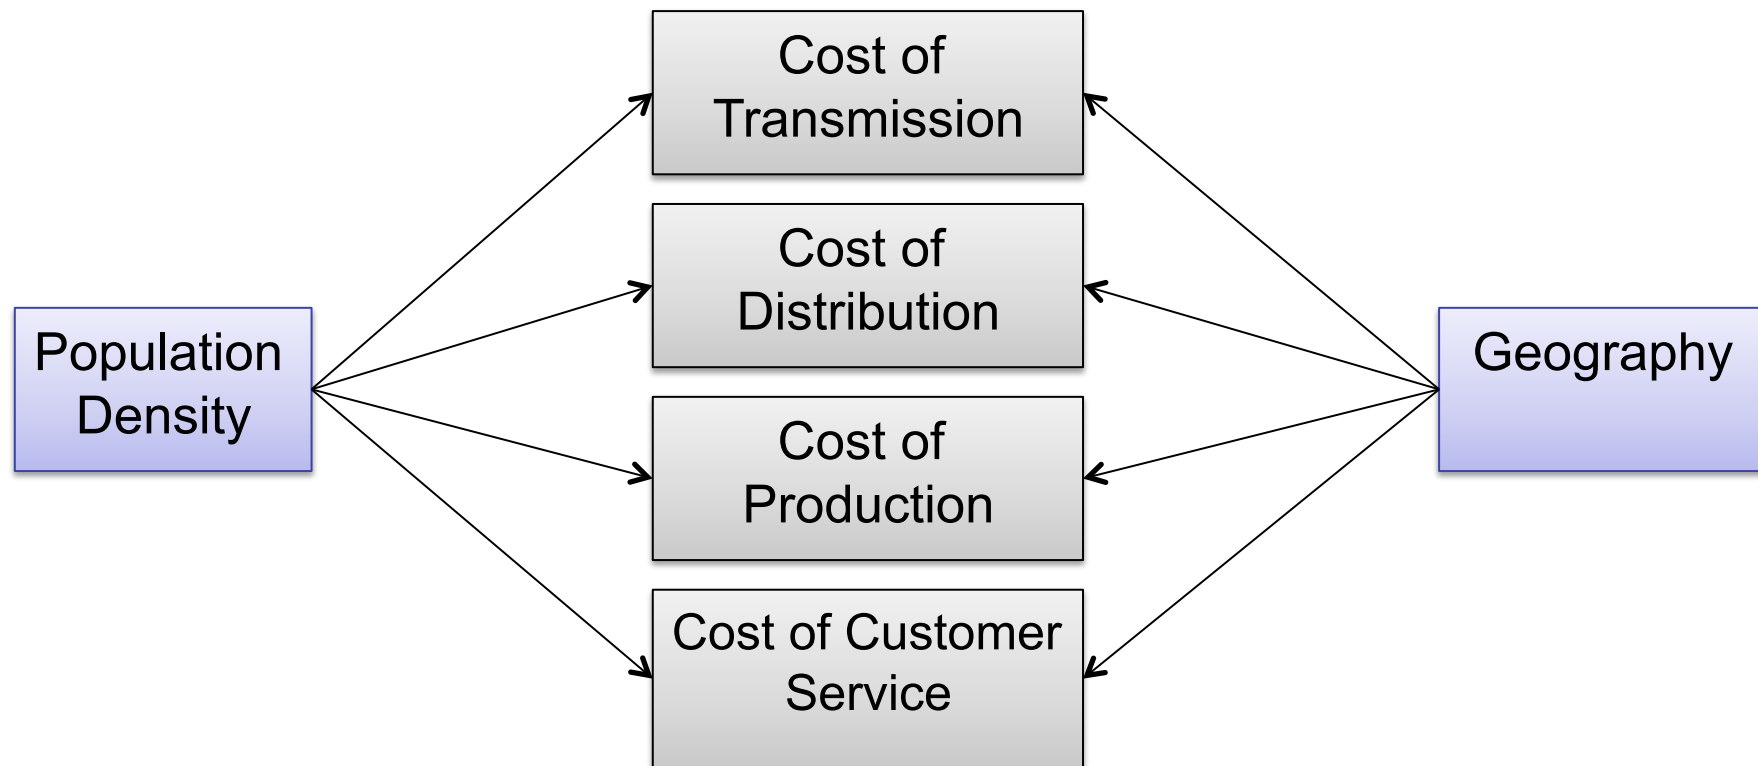 Cost of
Transmission
Cost of
Distribution
Population
Density
Geography
Cost of
Production
Cost of Customer
Service